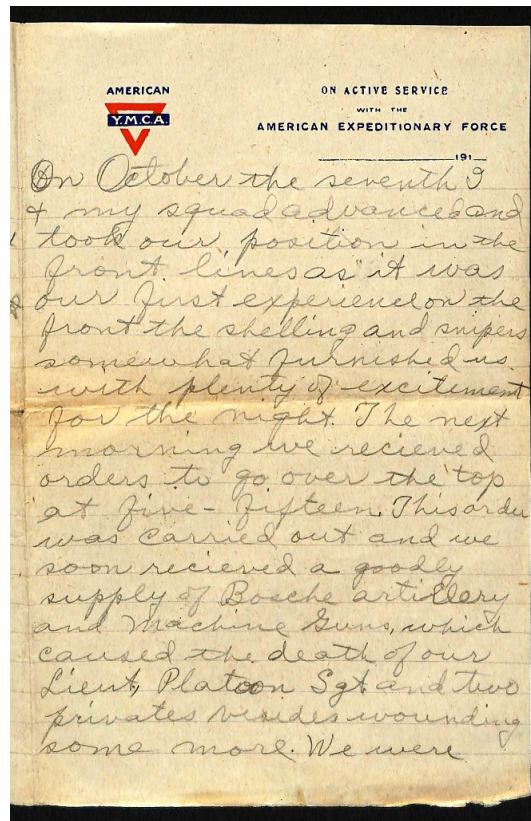 AMERICAN
Y.M.C.A.
ON ACTIVE SERVICE
WITH THE
AMERICAN EXPEDITIONARY FORCE
191
On October the seventh I
+ my squad advanced and
took our position in the
front lines as it was
our first experience on the
front the shelling and snipers
somewhat furnished us
with plenty of excitement
for the night. The next
morning we recieved
orders to go over the top
at five-fifteen. This order
was carried out and we
soon recieved a goodly
supply of Bosche artillery
and Machine Guns, which
caused the death of our
Lieut, Platoon Sgt and two
privates besides wounding
some more. We were